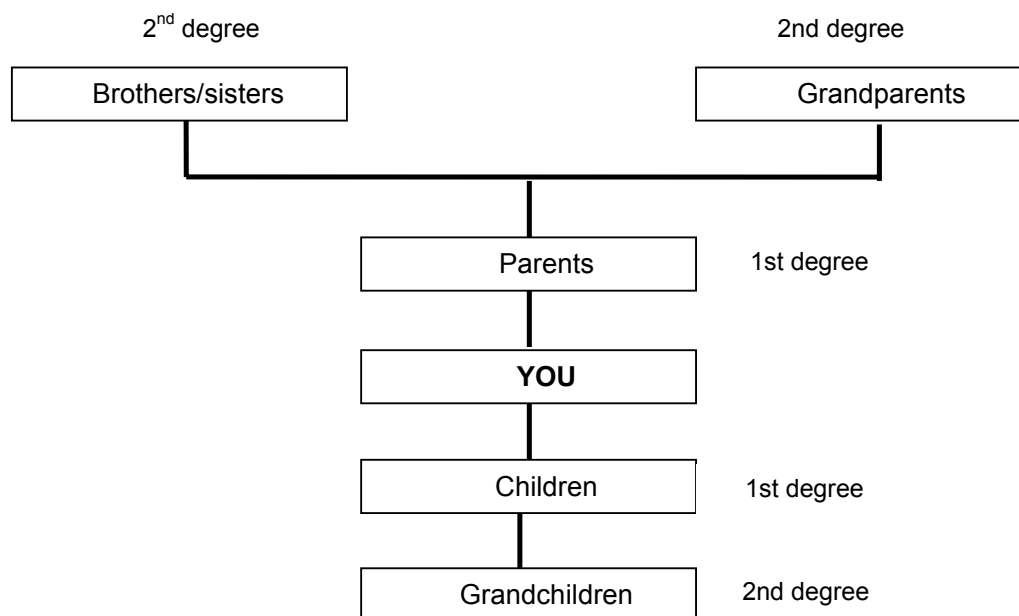 2nd degree 2nd degree
Brothers/sisters Grandparents
Parents 1st degree
YOU
Children 1st degree
Grandchildren 2nd degree